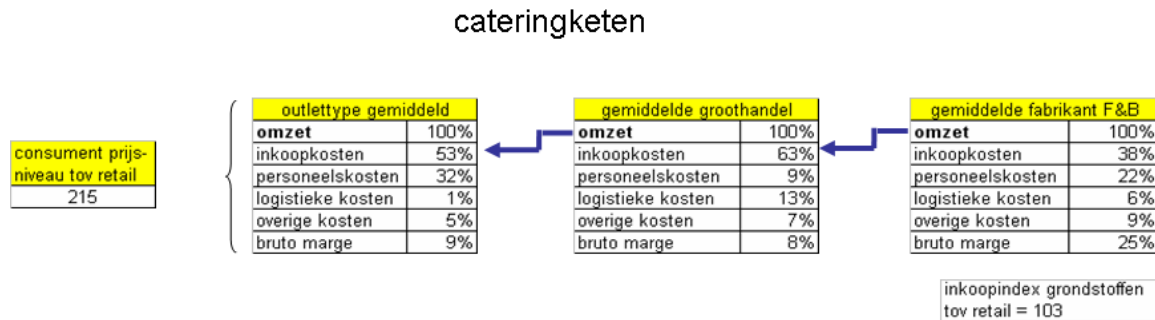 cateringketen
consument prijs-
niveau tov retail
215
outlettype gemiddeld
omzet 100%
inkoopkosten 53%
personeelskosten 32%
logistieke kosten 1%
overige kosten 5%
bruto marge 9%
gemiddelde groothandel
omzet 100%
inkoopkosten 63%
personeelskosten 9%
logistieke kosten 13%
overige kosten 7%
bruto marge 8%
gemiddelde fabrikant F&B
omzet 100%
inkoopkosten 38%
personeelskosten 22%
logistieke kosten 6%
overige kosten 9%
bruto marge 25%
inkoopindex grondstoffen
tov retail = 103